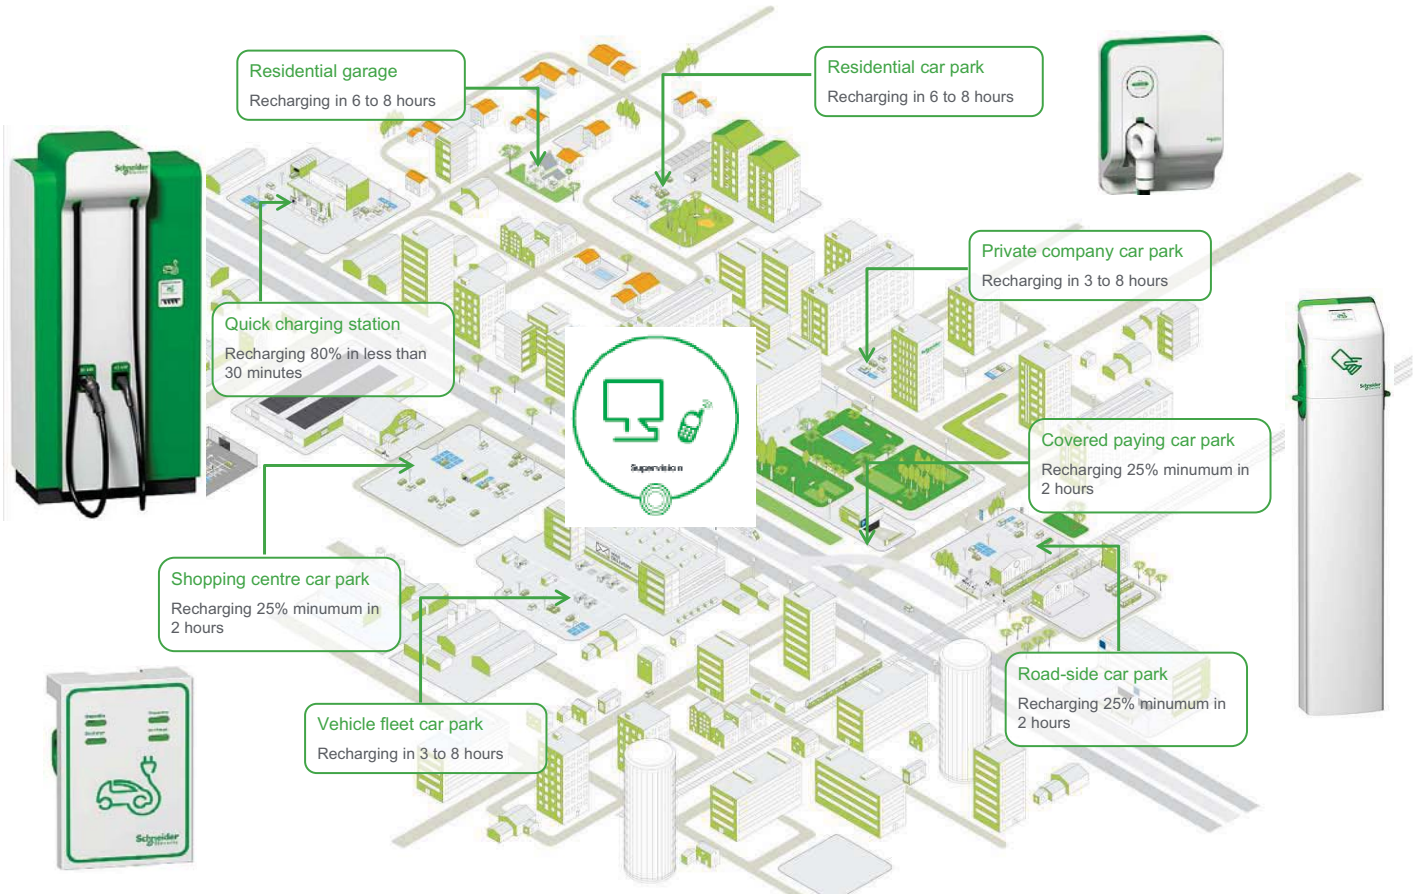 Residential garage
Recharging in 6 to 8 hours
Residential car park
Recharging in 6 to 8 hours
Schneider
Electric
Private company car park
Recharging in 3 to 8 hours
Quick charging station
Recharging 80% in less than
30 minutes
Supervision
Schneider
Covered paying car park
Recharging 25% minumum in
2 hours
Shopping centre car park
Recharging 25% minumum in
2 hours
Road-side car park
Recharging 25% minumum in
2 hours
Vehicle fleet car park
Recharging in 3 to 8 hours
Schneider
Electric